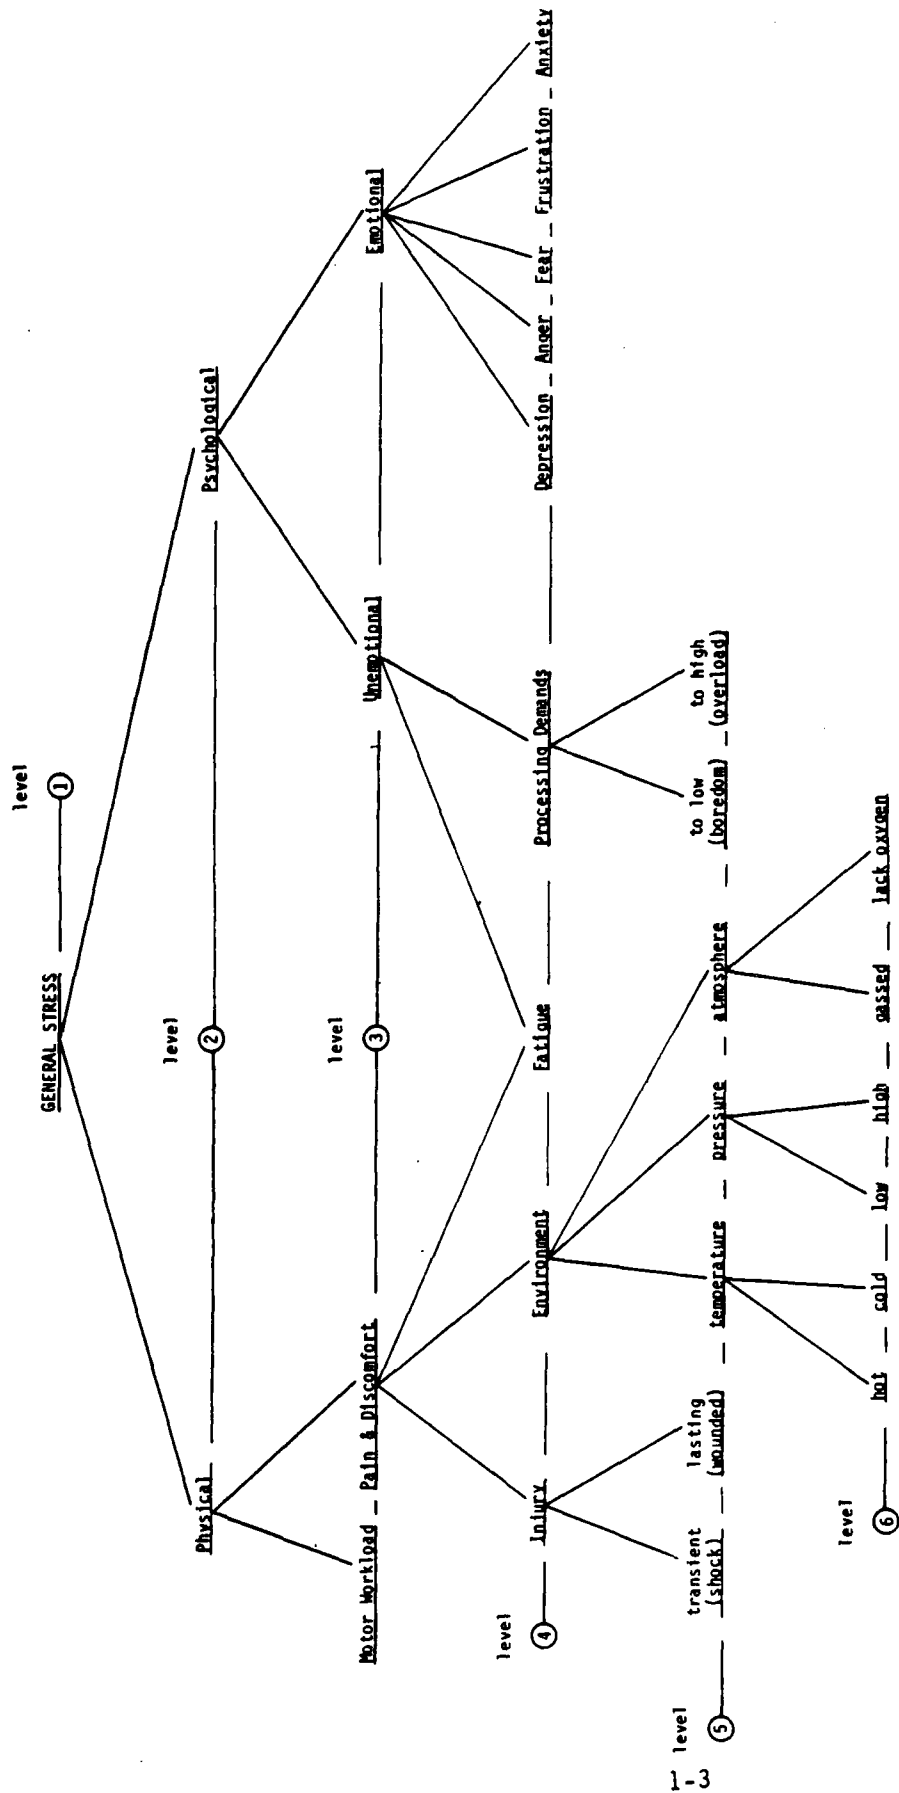 level
GENERAL STRESS 1
level
Physical 2 Psychological
level
Motor Workload Pain & Discomfort 3 Unemotional Emotional
level
4 Injury Environment Fatigue Processing Demands Depression Anger Fear Frustration Anxiety
level
5 transient (shock) lasting (wounded) temperature pressure atmosphere to low (boredom) to high (overload)
level
6 hot cold low high gassed lack oxygen
1-3